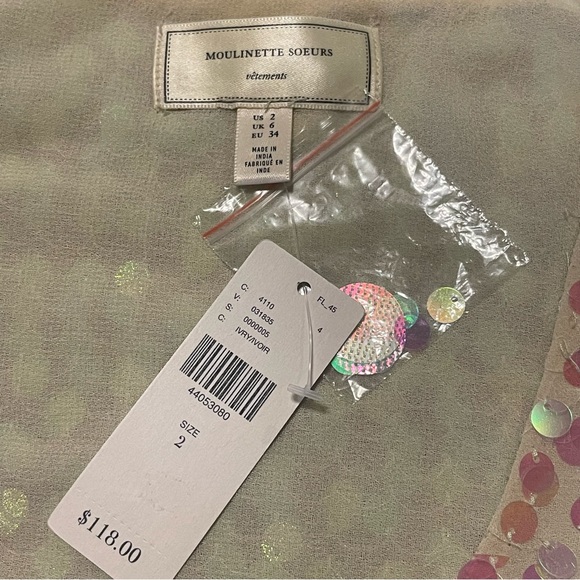 MOULINETTE SOEURS
vêtements
US 2
UK 6
EU 34
MADE IN
INDIA
FABRIQUÉ EN
INDE
C: 4110
V: 031835
S: 0000005
C: IVRY/IVOIR
FL_45
4
44053080
SIZE
2
$118.00